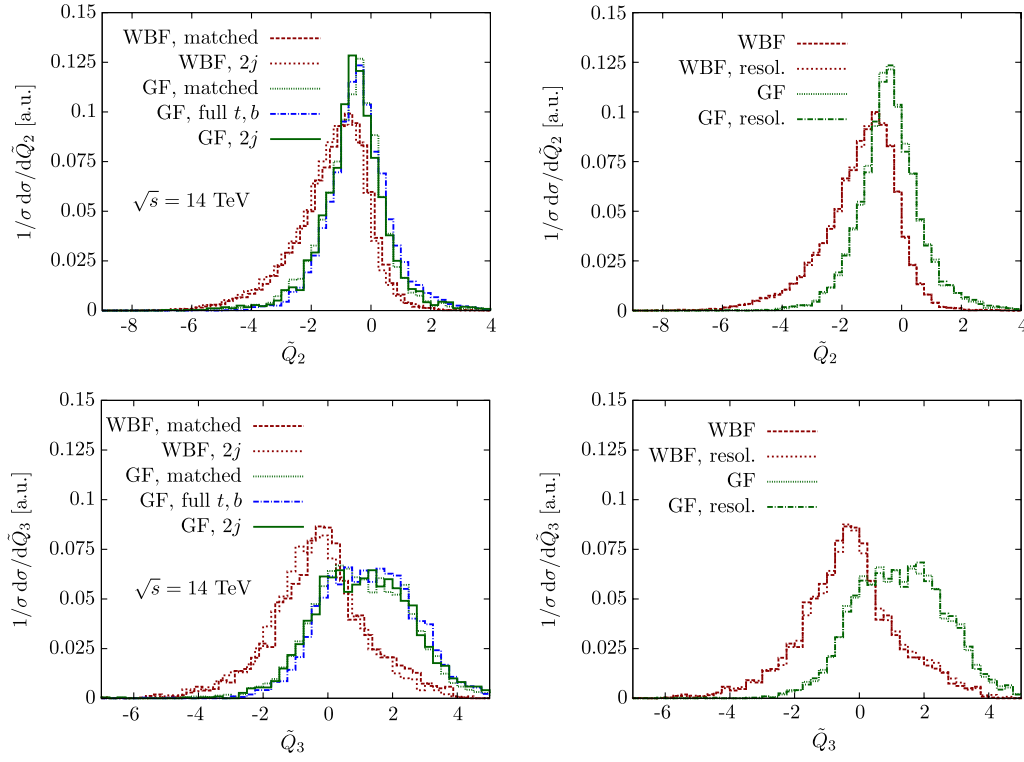 1/σ dσ/dQ̃₂ [a.u.]
0.15
0.125
0.1
0.075
0.05
0.025
0
WBF, matched
WBF, 2j
GF, matched
GF, full t, b
GF, 2j
√s = 14 TeV
-8 -6 -4 -2 0 2 4
Q̃₂
1/σ dσ/dQ̃₂ [a.u.]
0.15
0.125
0.1
0.075
0.05
0.025
0
WBF
WBF, resol.
GF
GF, resol.
-8 -6 -4 -2 0 2 4
Q̃₂
1/σ dσ/dQ̃₃ [a.u.]
0.15
0.125
0.1
0.075
0.05
0.025
0
WBF, matched
WBF, 2j
GF, matched
GF, full t, b
GF, 2j
√s = 14 TeV
-6 -4 -2 0 2 4
Q̃₃
1/σ dσ/dQ̃₃ [a.u.]
0.15
0.125
0.1
0.075
0.05
0.025
0
WBF
WBF, resol.
GF
GF, resol.
-6 -4 -2 0 2 4
Q̃₃